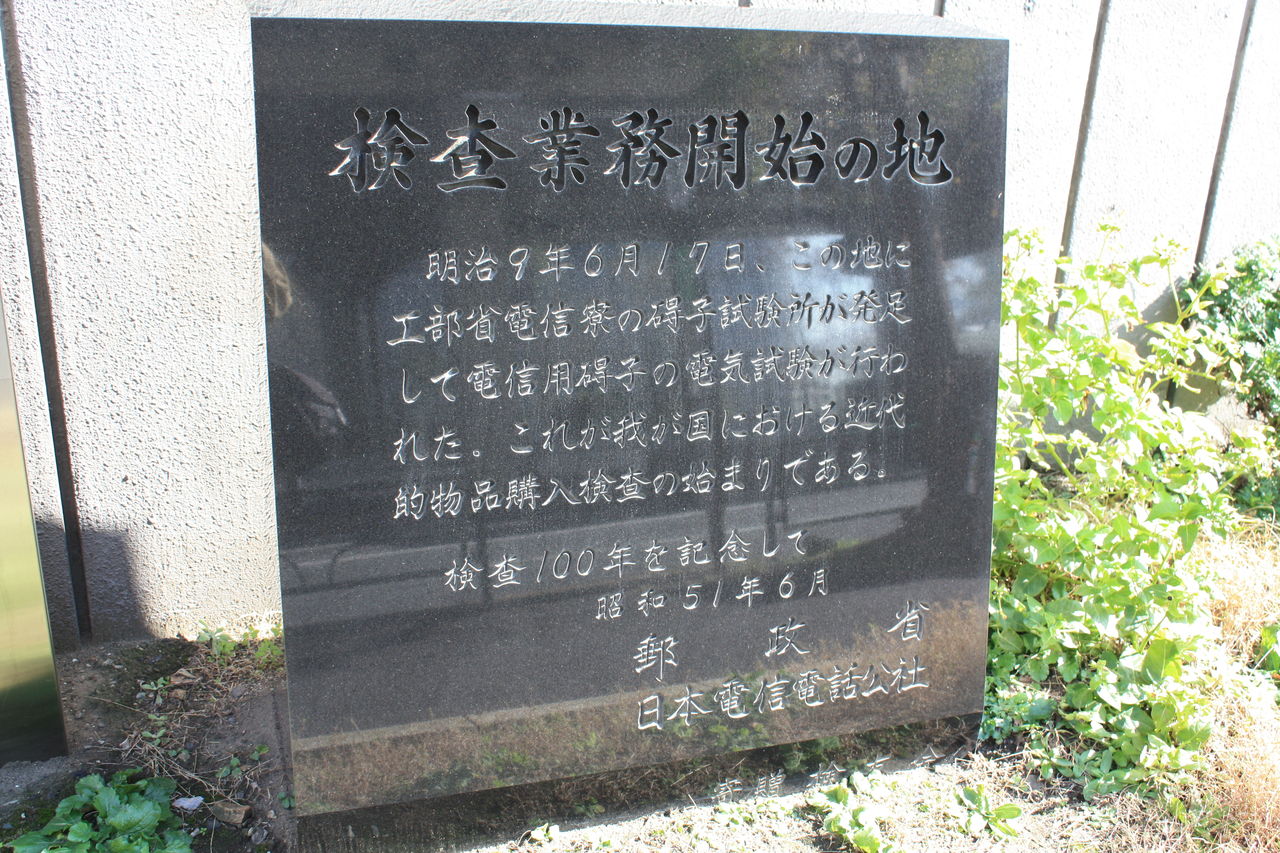 検査業務開始の地
明治9年6月17日、この地に
工部省電信寮の碍子試験所が発足
して電信用碍子の電気試験が行わ
れた。これが我が国における近代
的物品購入検査の始まりである。
検査100年を記念して
昭和51年6月
郵政省
日本電信電話公社